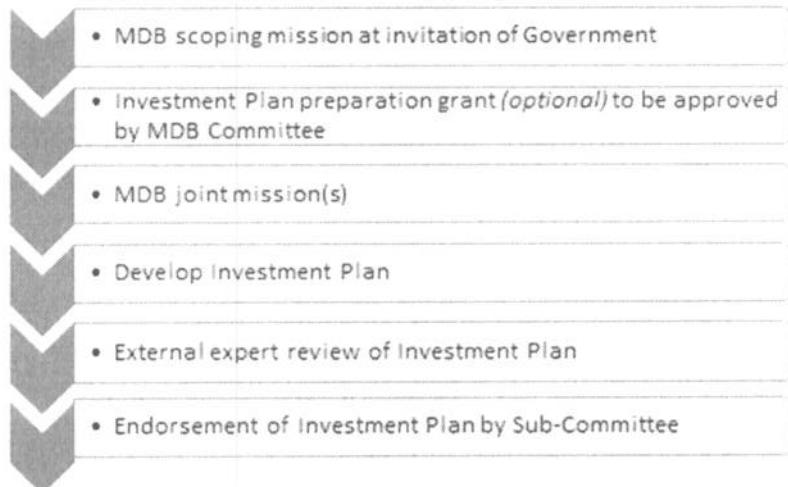 • MDB scoping mission at invitation of Government
• Investment Plan preparation grant (optional) to be approved
by MDB Committee
• MDB joint mission(s)
• Develop Investment Plan
• External expert review of Investment Plan
• Endorsement of Investment Plan by Sub-Committee